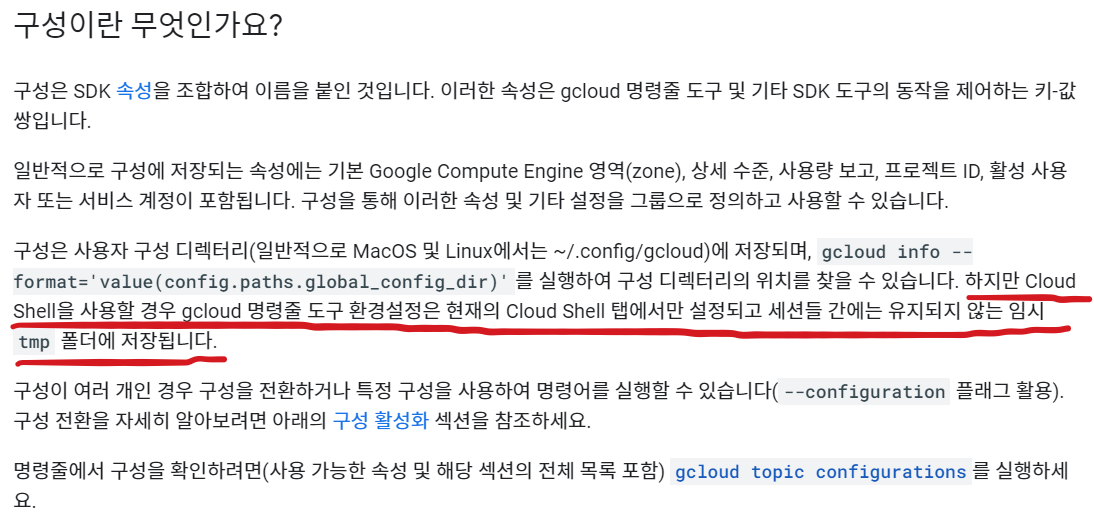 구성이란 무엇인가요?
구성은 SDK 속성을 조합하여 이름을 붙인 것입니다. 이러한 속성은 gcloud 명령줄 도구 및 기타 SDK 도구의 동작을 제어하는 키-값
쌍입니다.
일반적으로 구성에 저장되는 속성에는 기본 Google Compute Engine 영역(zone), 상세 수준, 사용량 보고, 프로젝트 ID, 활성 사용
자 또는 서비스 계정이 포함됩니다. 구성을 통해 이러한 속성 및 기타 설정을 그룹으로 정의하고 사용할 수 있습니다.
구성은 사용자 구성 디렉터리(일반적으로 MacOS 및 Linux에서는 ~/.config/gcloud)에 저장되며, gcloud info --
format='value(config.paths.global_config_dir)' 를 실행하여 구성 디렉터리의 위치를 찾을 수 있습니다. 하지만 Cloud
Shell을 사용할 경우 gcloud 명령줄 도구 환경설정은 현재의 Cloud Shell 탭에서만 설정되고 세션들 간에는 유지되지 않는 임시
tmp 폴더에 저장됩니다.
구성이 여러 개인 경우 구성을 전환하거나 특정 구성을 사용하여 명령어를 실행할 수 있습니다( --configuration 플래그 활용).
구성 전환을 자세히 알아보려면 아래의 구성 활성화 섹션을 참조하세요.
명령줄에서 구성을 확인하려면(사용 가능한 속성 및 해당 섹션의 전체 목록 포함) gcloud topic configurations 를 실행하세
요.